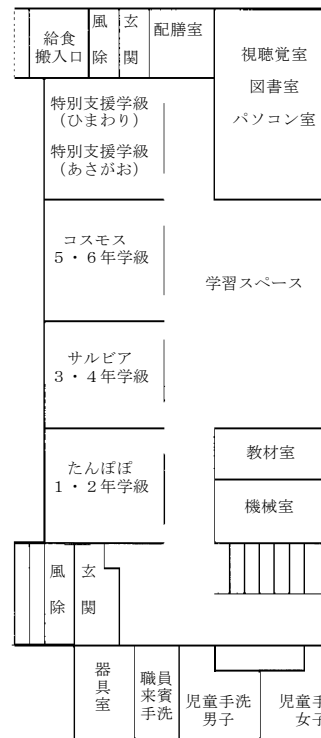 給食
搬入口
風除
玄関
配膳室
視聴覚室
図書室
パソコン室
特別支援学級
（ひまわり）
特別支援学級
（あさがお）
コスモス
５・６年学級
学習スペース
サルビア
３・４年学級
たんぽぽ
１・２年学級
教材室
機械室
風除
玄関
器具室
職員
来賓
手洗
児童手洗
男子
児童手
女子